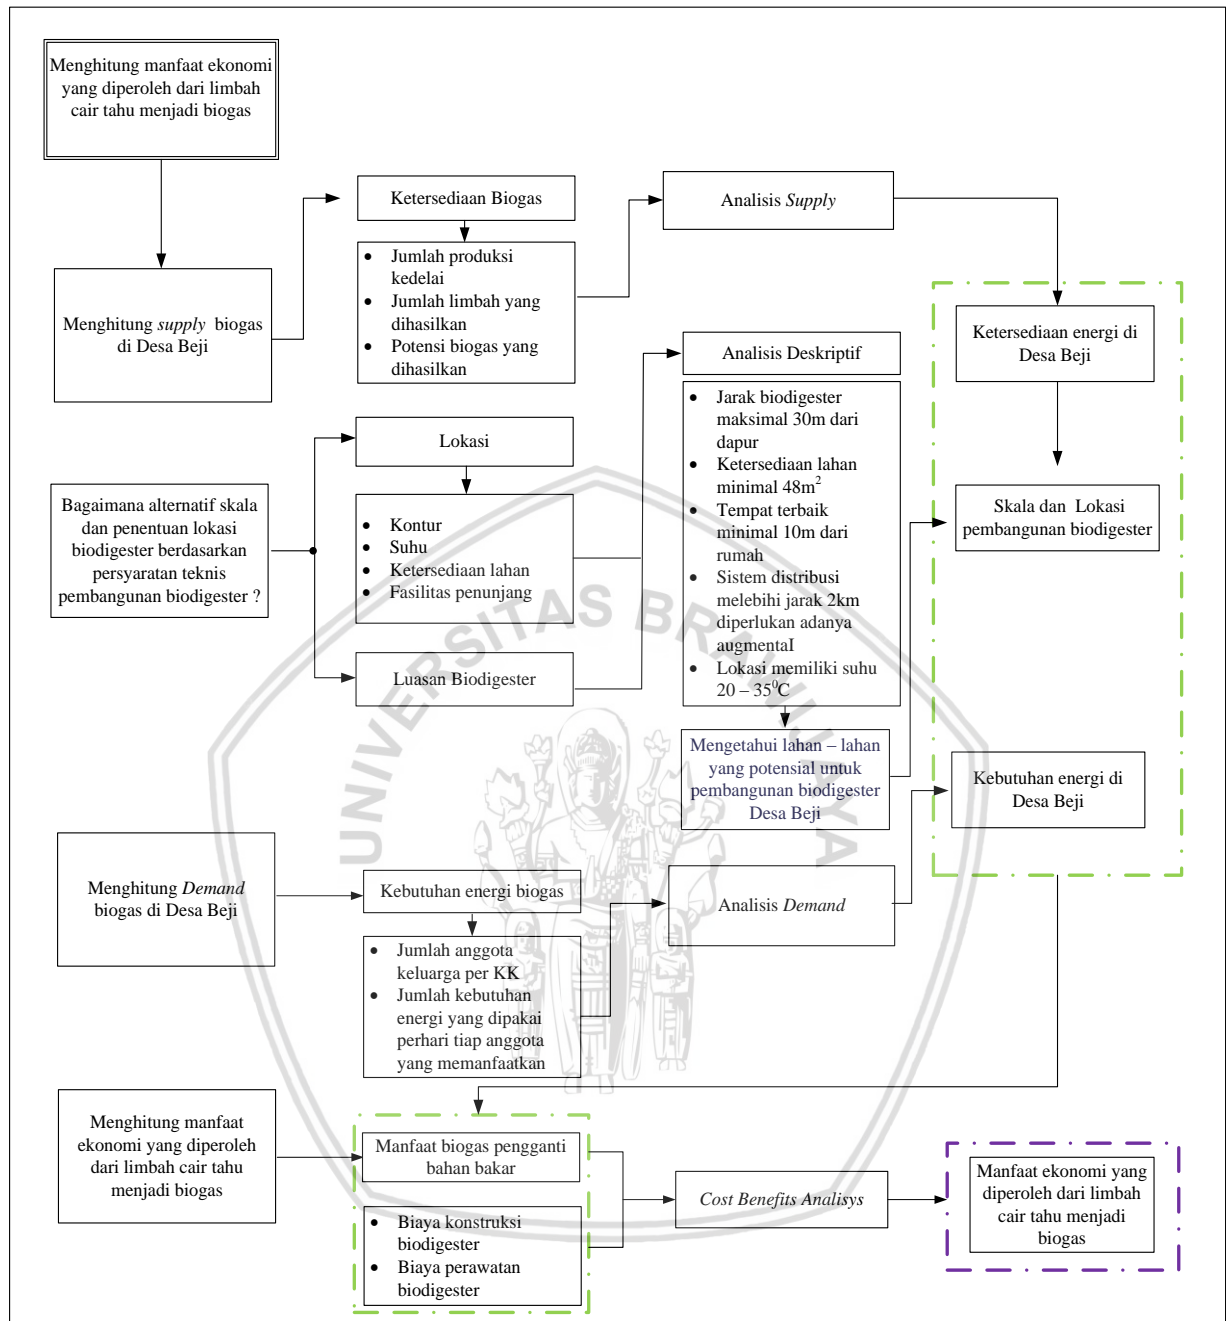 Menghitung manfaat ekonomi
yang diperoleh dari limbah
cair tahu menjadi biogas
Menghitung supply biogas
di Desa Beji
Ketersediaan Biogas
• Jumlah produksi
kedelai
• Jumlah limbah yang
dihasilkan
• Potensi biogas yang
dihasilkan
Analisis Supply
Ketersediaan energi di
Desa Beji
Bagaimana alternatif skala
dan penentuan lokasi
biodigester berdasarkan
persyaratan teknis
pembangunan biodigester ?
Lokasi
• Kontur
• Suhu
• Ketersediaan lahan
• Fasilitas penunjang
Luasan Biodigester
Analisis Deskriptif
• Jarak biodigester
maksimal 30m dari
dapur
• Ketersediaan lahan
minimal 48m²
• Tempat terbaik
minimal 10m dari
rumah
• Sistem distribusi
melebihi jarak 2km
diperlukan adanya
augmentaI
• Lokasi memiliki suhu
20 – 35⁰C
Mengetahui lahan – lahan
yang potensial untuk
pembangunan biodigester
Desa Beji
Skala dan Lokasi
pembangunan biodigester
Kebutuhan energi di
Desa Beji
Menghitung Demand
biogas di Desa Beji
Kebutuhan energi biogas
• Jumlah anggota
keluarga per KK
• Jumlah kebutuhan
energi yang dipakai
perhari tiap anggota
yang memanfaatkan
Analisis Demand
Menghitung manfaat
ekonomi yang diperoleh
dari limbah cair tahu
menjadi biogas
Manfaat biogas pengganti
bahan bakar
• Biaya konstruksi
biodigester
• Biaya perawatan
biodigester
Cost Benefits Analisys
Manfaat ekonomi yang
diperoleh dari limbah
cair tahu menjadi
biogas
UNIVERSITAS BRAWIJAYA